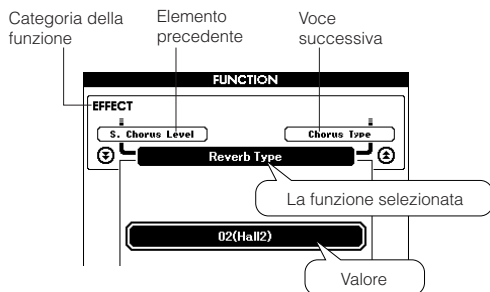 Categoria della
funzione
Elemento
precedente
Voce
successiva
FUNCTION
EFFECT
S. Chorus Level
Chorus Type
Reverb Type
La funzione selezionata
02(Hall2)
Valore